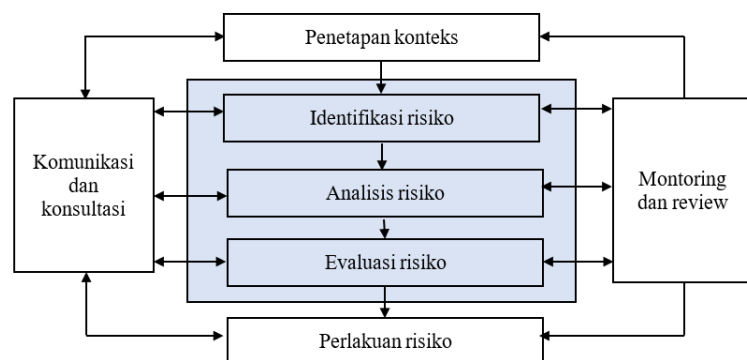 Penetapan konteks
Identifikasi risiko
Komunikasi
dan
konsultasi
Analisis risiko
Montoring
dan review
Evaluasi risiko
Perlakuan risiko